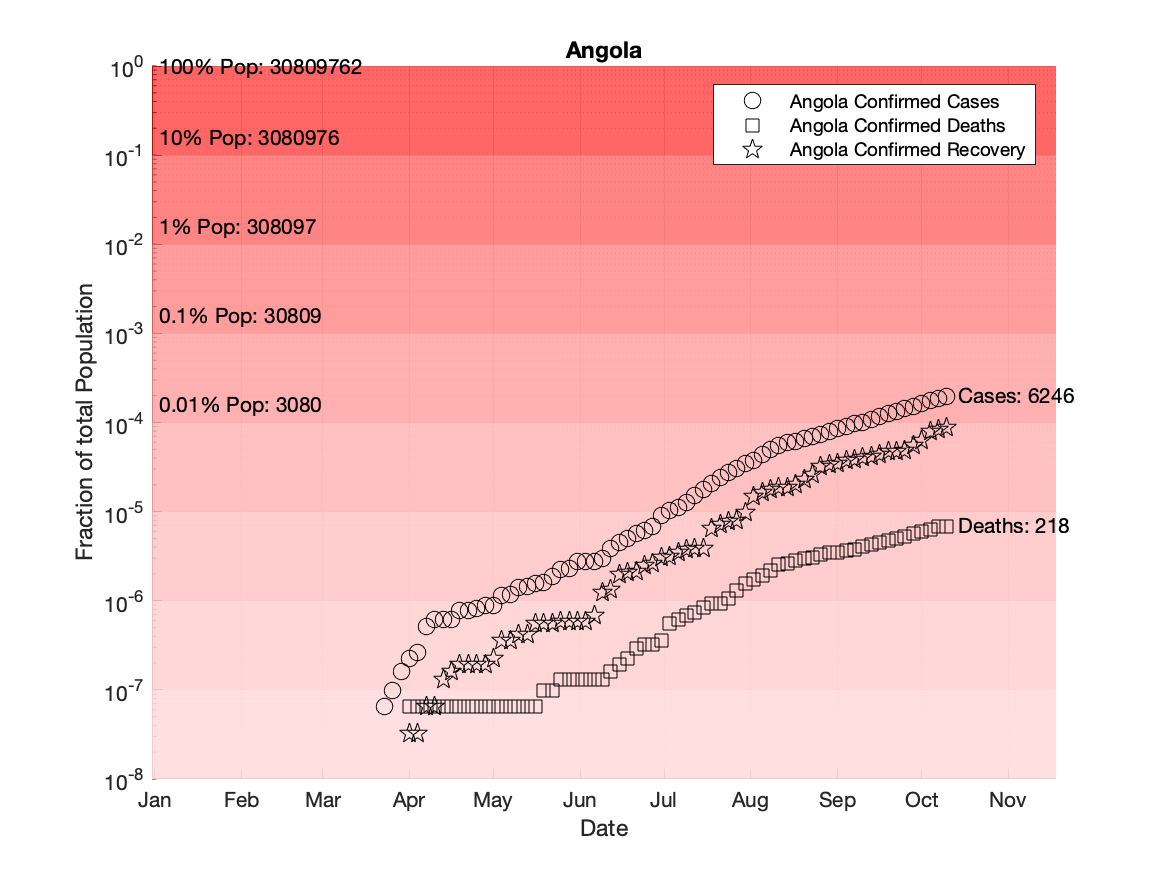 Angola
10^0
10^-1
10^-2
10^-3
10^-4
10^-5
10^-6
10^-7
10^-8
Fraction of total Population
100% Pop: 30809762
10% Pop: 3080976
1% Pop: 308097
0.1% Pop: 30809
0.01% Pop: 3080
Angola Confirmed Cases
Angola Confirmed Deaths
Angola Confirmed Recovery
Cases: 6246
Deaths: 218
Jan Feb Mar Apr May Jun Jul Aug Sep Oct Nov
Date